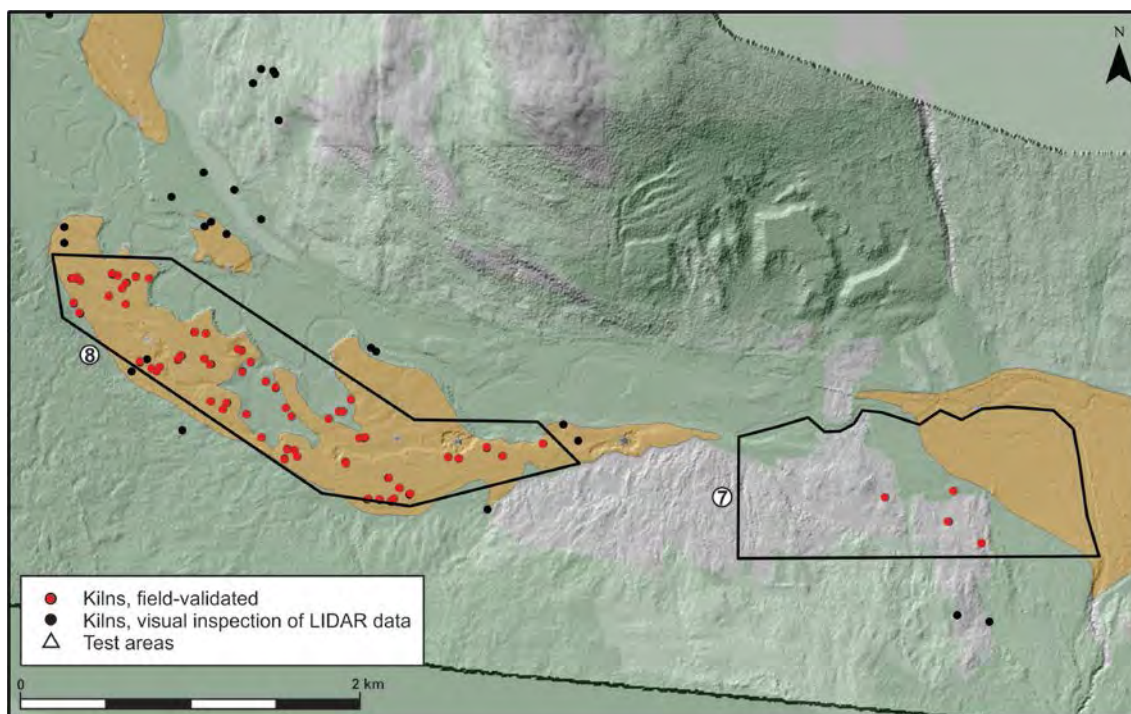 N
8
7
Kilns, field-validated
Kilns, visual inspection of LIDAR data
Test areas
0 2 km